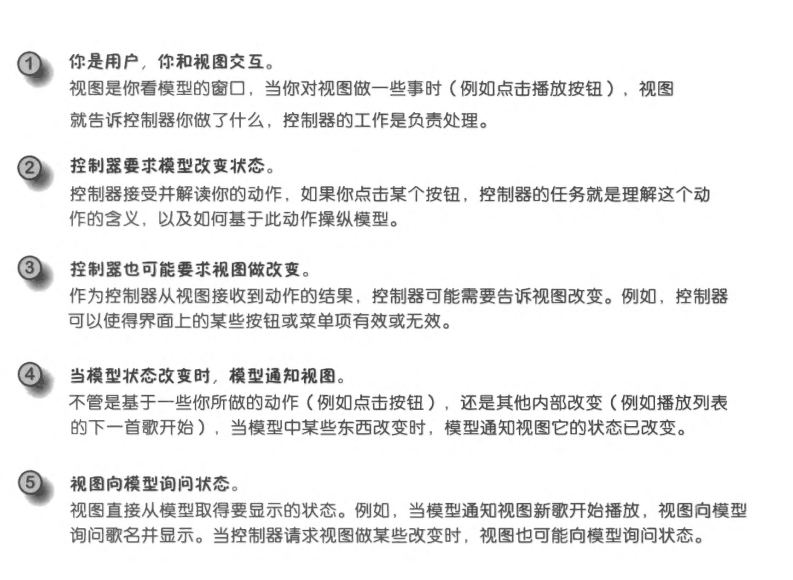 1 你是用户，你和视图交互。
视图是你看模型的窗口，当你对视图做一些事时（例如点击播放按钮），视图
就告诉控制器你做了什么，控制器的工作是负责处理。
2 控制器要求模型改变状态。
控制器接受并解读你的动作，如果你点击某个按钮，控制器的任务就是理解这个动
作的含义，以及如何基于此动作操纵模型。
3 控制器也可能要求视图做改变。
作为控制器从视图接收到动作的结果，控制器可能需要告诉视图改变。例如，控制器
可以使得界面上的某些按钮或菜单项有效或无效。
4 当模型状态改变时，模型通知视图。
不管是基于一些你所做的动作（例如点击按钮），还是其他内部改变（例如播放列表
的下一首歌开始），当模型中某些东西改变时，模型通知视图它的状态已改变。
5 视图向模型询问状态。
视图直接从模型取得要显示的状态。例如，当模型通知视图新歌开始播放，视图向模型
询问歌名并显示。当控制器请求视图做某些改变时，视图也可能向模型询问状态。